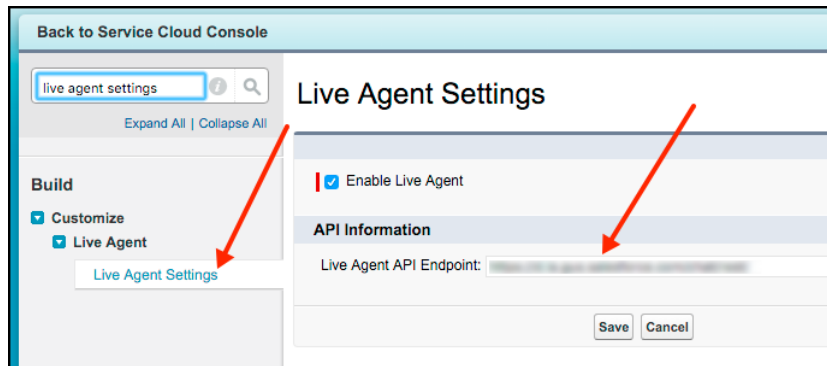 Back to Service Cloud Console
live agent settings
Expand All | Collapse All
Build
Customize
Live Agent
Live Agent Settings
Live Agent Settings
Enable Live Agent
API Information
Live Agent API Endpoint:
Save Cancel